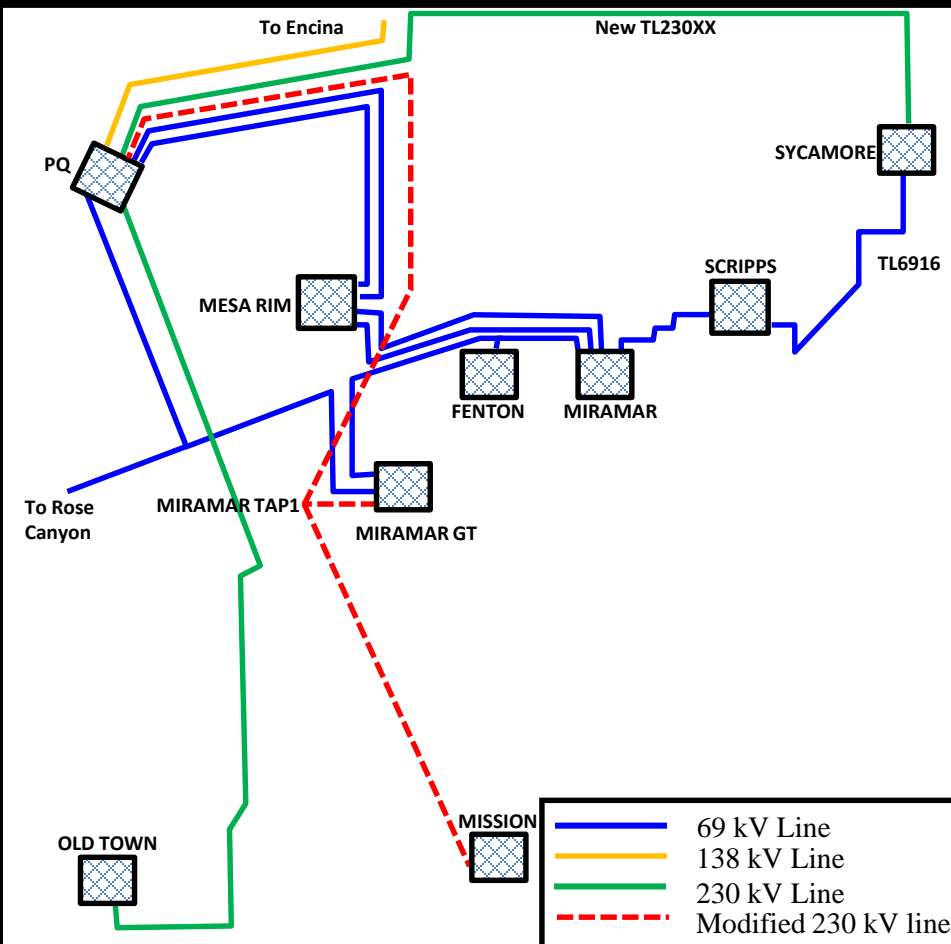 To Encina
New TL230XX
PQ
SYCAMORE
SCRIPPS
TL6916
MESA RIM
FENTON
MIRAMAR
To Rose
Canyon
MIRAMAR TAP1
MIRAMAR GT
OLD TOWN
MISSION
69 kV Line
138 kV Line
230 kV Line
Modified 230 kV line